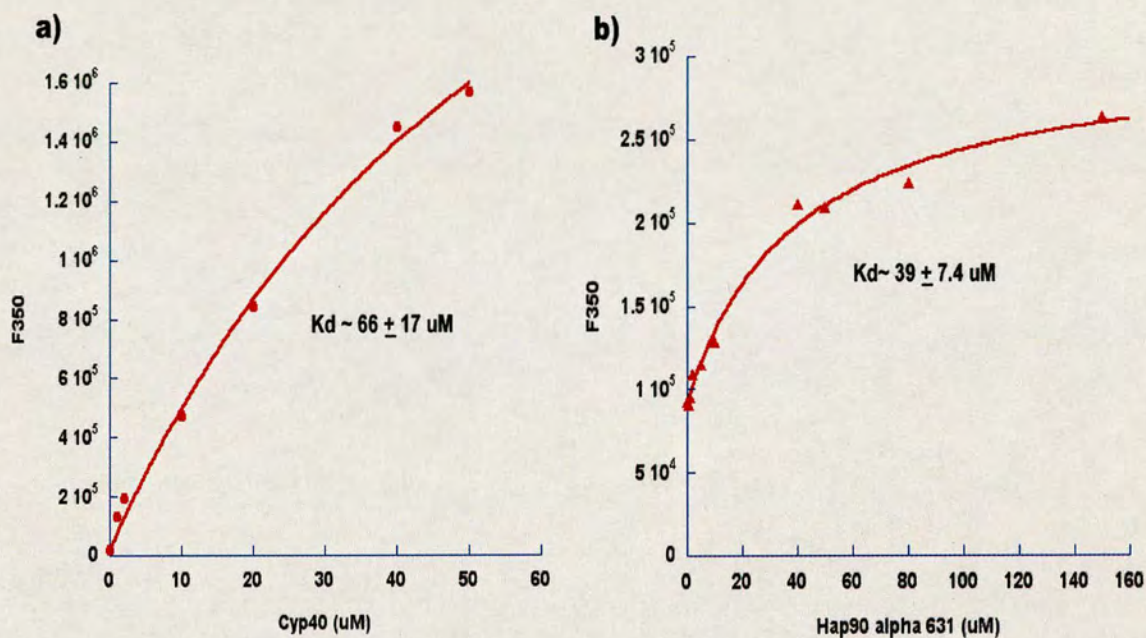 a)
1.6 10⁶
1.4 10⁶
1.2 10⁶
1 10⁶
8 10⁵
6 10⁵
4 10⁵
2 10⁵
0
F350
Kd ~ 66 ± 17 uM
0 10 20 30 40 50 60
Cyp40 (uM)
b)
3 10⁵
2.5 10⁵
2 10⁵
1.5 10⁵
1 10⁵
5 10⁴
0
F350
Kd~ 39 ± 7.4 uM
0 20 40 60 80 100 120 140 160
Hap90 alpha 631 (uM)